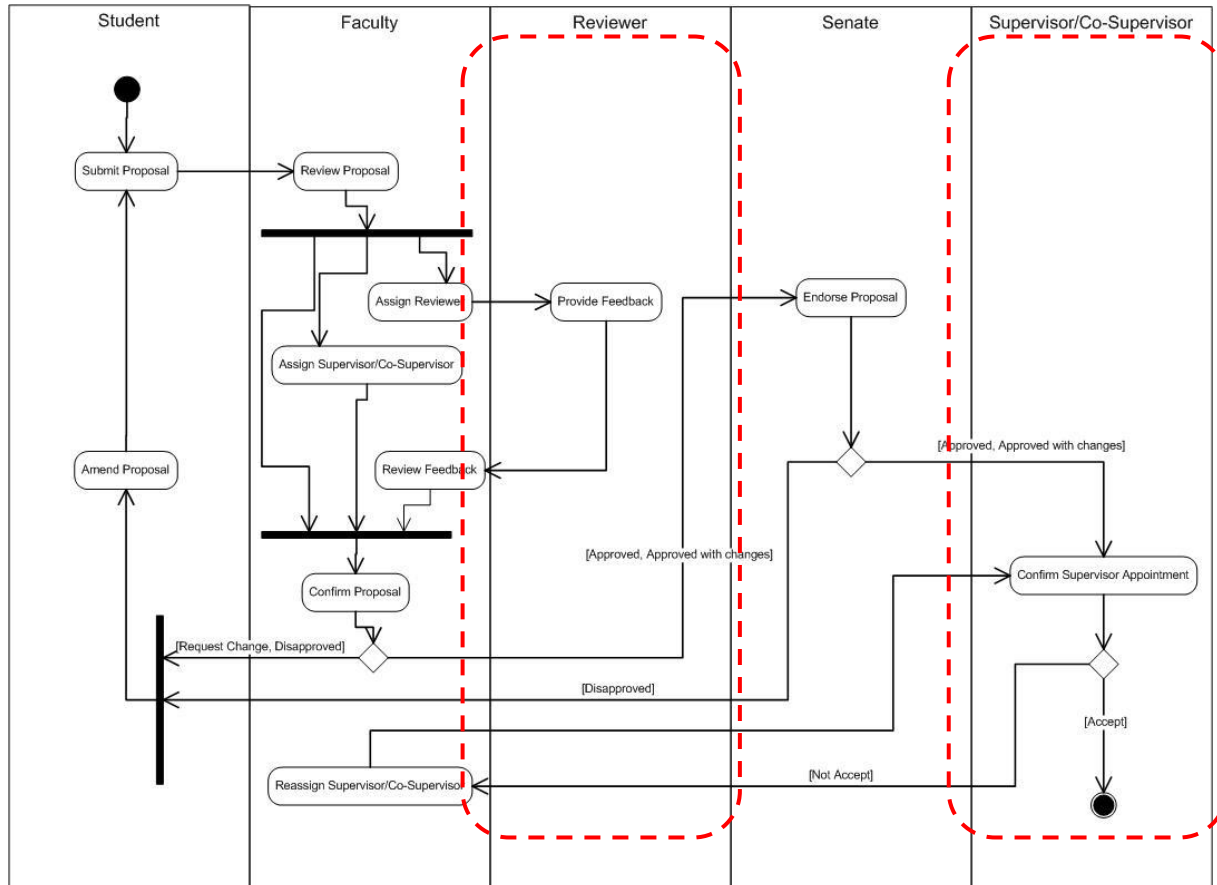 Student
Faculty
Reviewer
Senate
Supervisor/Co-Supervisor
Submit Proposal
Review Proposal
Assign Reviewe
Provide Feedback
Endorse Proposal
Assign Supervisor/Co-Supervisor
[Approved, Approved with changes]
Amend Proposal
Review Feedback
[Approved, Approved with changes]
Confirm Supervisor Appointment
Confirm Proposal
[Request Change, Disapproved]
[Disapproved]
[Accept]
[Not Accept]
Reassign Supervisor/Co-Supervisor